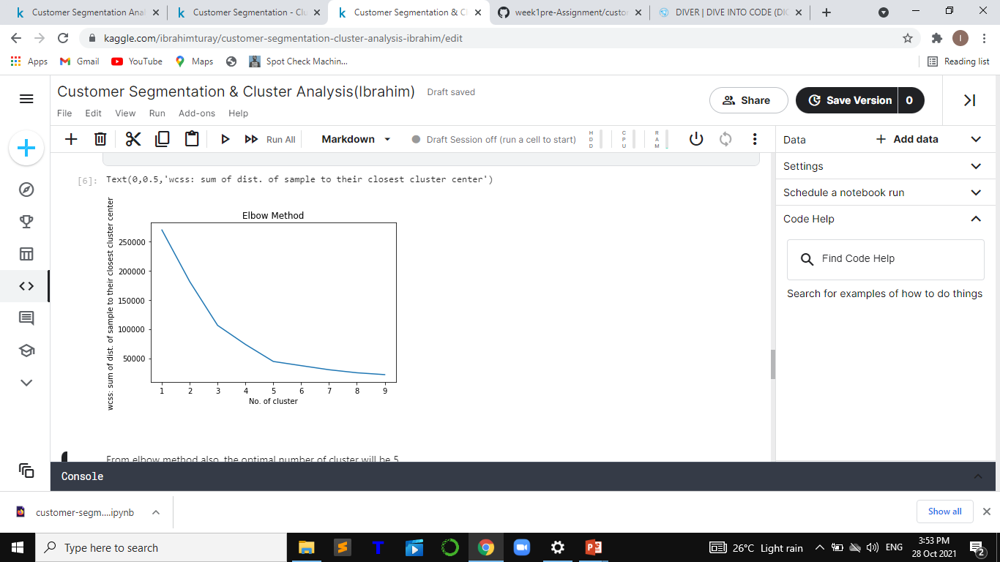 Customer Segmentation Anal
Customer Segmentation - Clu
Customer Segmentation & Cl
week1pre-Assignment/custor
DIVER | DIVE INTO CODE (DIC
kaggle.com/ibrahimturay/customer-segmentation-cluster-analysis-ibrahim/edit
I
Apps
Gmail
YouTube
Maps
Spot Check Machin...
Reading list
Customer Segmentation & Cluster Analysis(Ibrahim)
Draft saved
File Edit View Run Add-ons Help
Share
Save Version 0
Run All
Markdown
Draft Session off (run a cell to start)
HDD
CPU
RAM
Data
+ Add data
Settings
Schedule a notebook run
Code Help
Find Code Help
Search for examples of how to do things
[6]:
Text(0,0.5,'wcss: sum of dist. of sample to their closest cluster center')
Elbow Method
wcss: sum of dist. of sample to their closest cluster center
250000
200000
150000
100000
50000
1 2 3 4 5 6 7 8 9
No. of cluster
From elbow method also, the optimal number of cluster will be 5
Console
customer-segm....ipynb
Show all
Type here to search
26°C Light rain
ENG
3:53 PM
28 Oct 2021
2